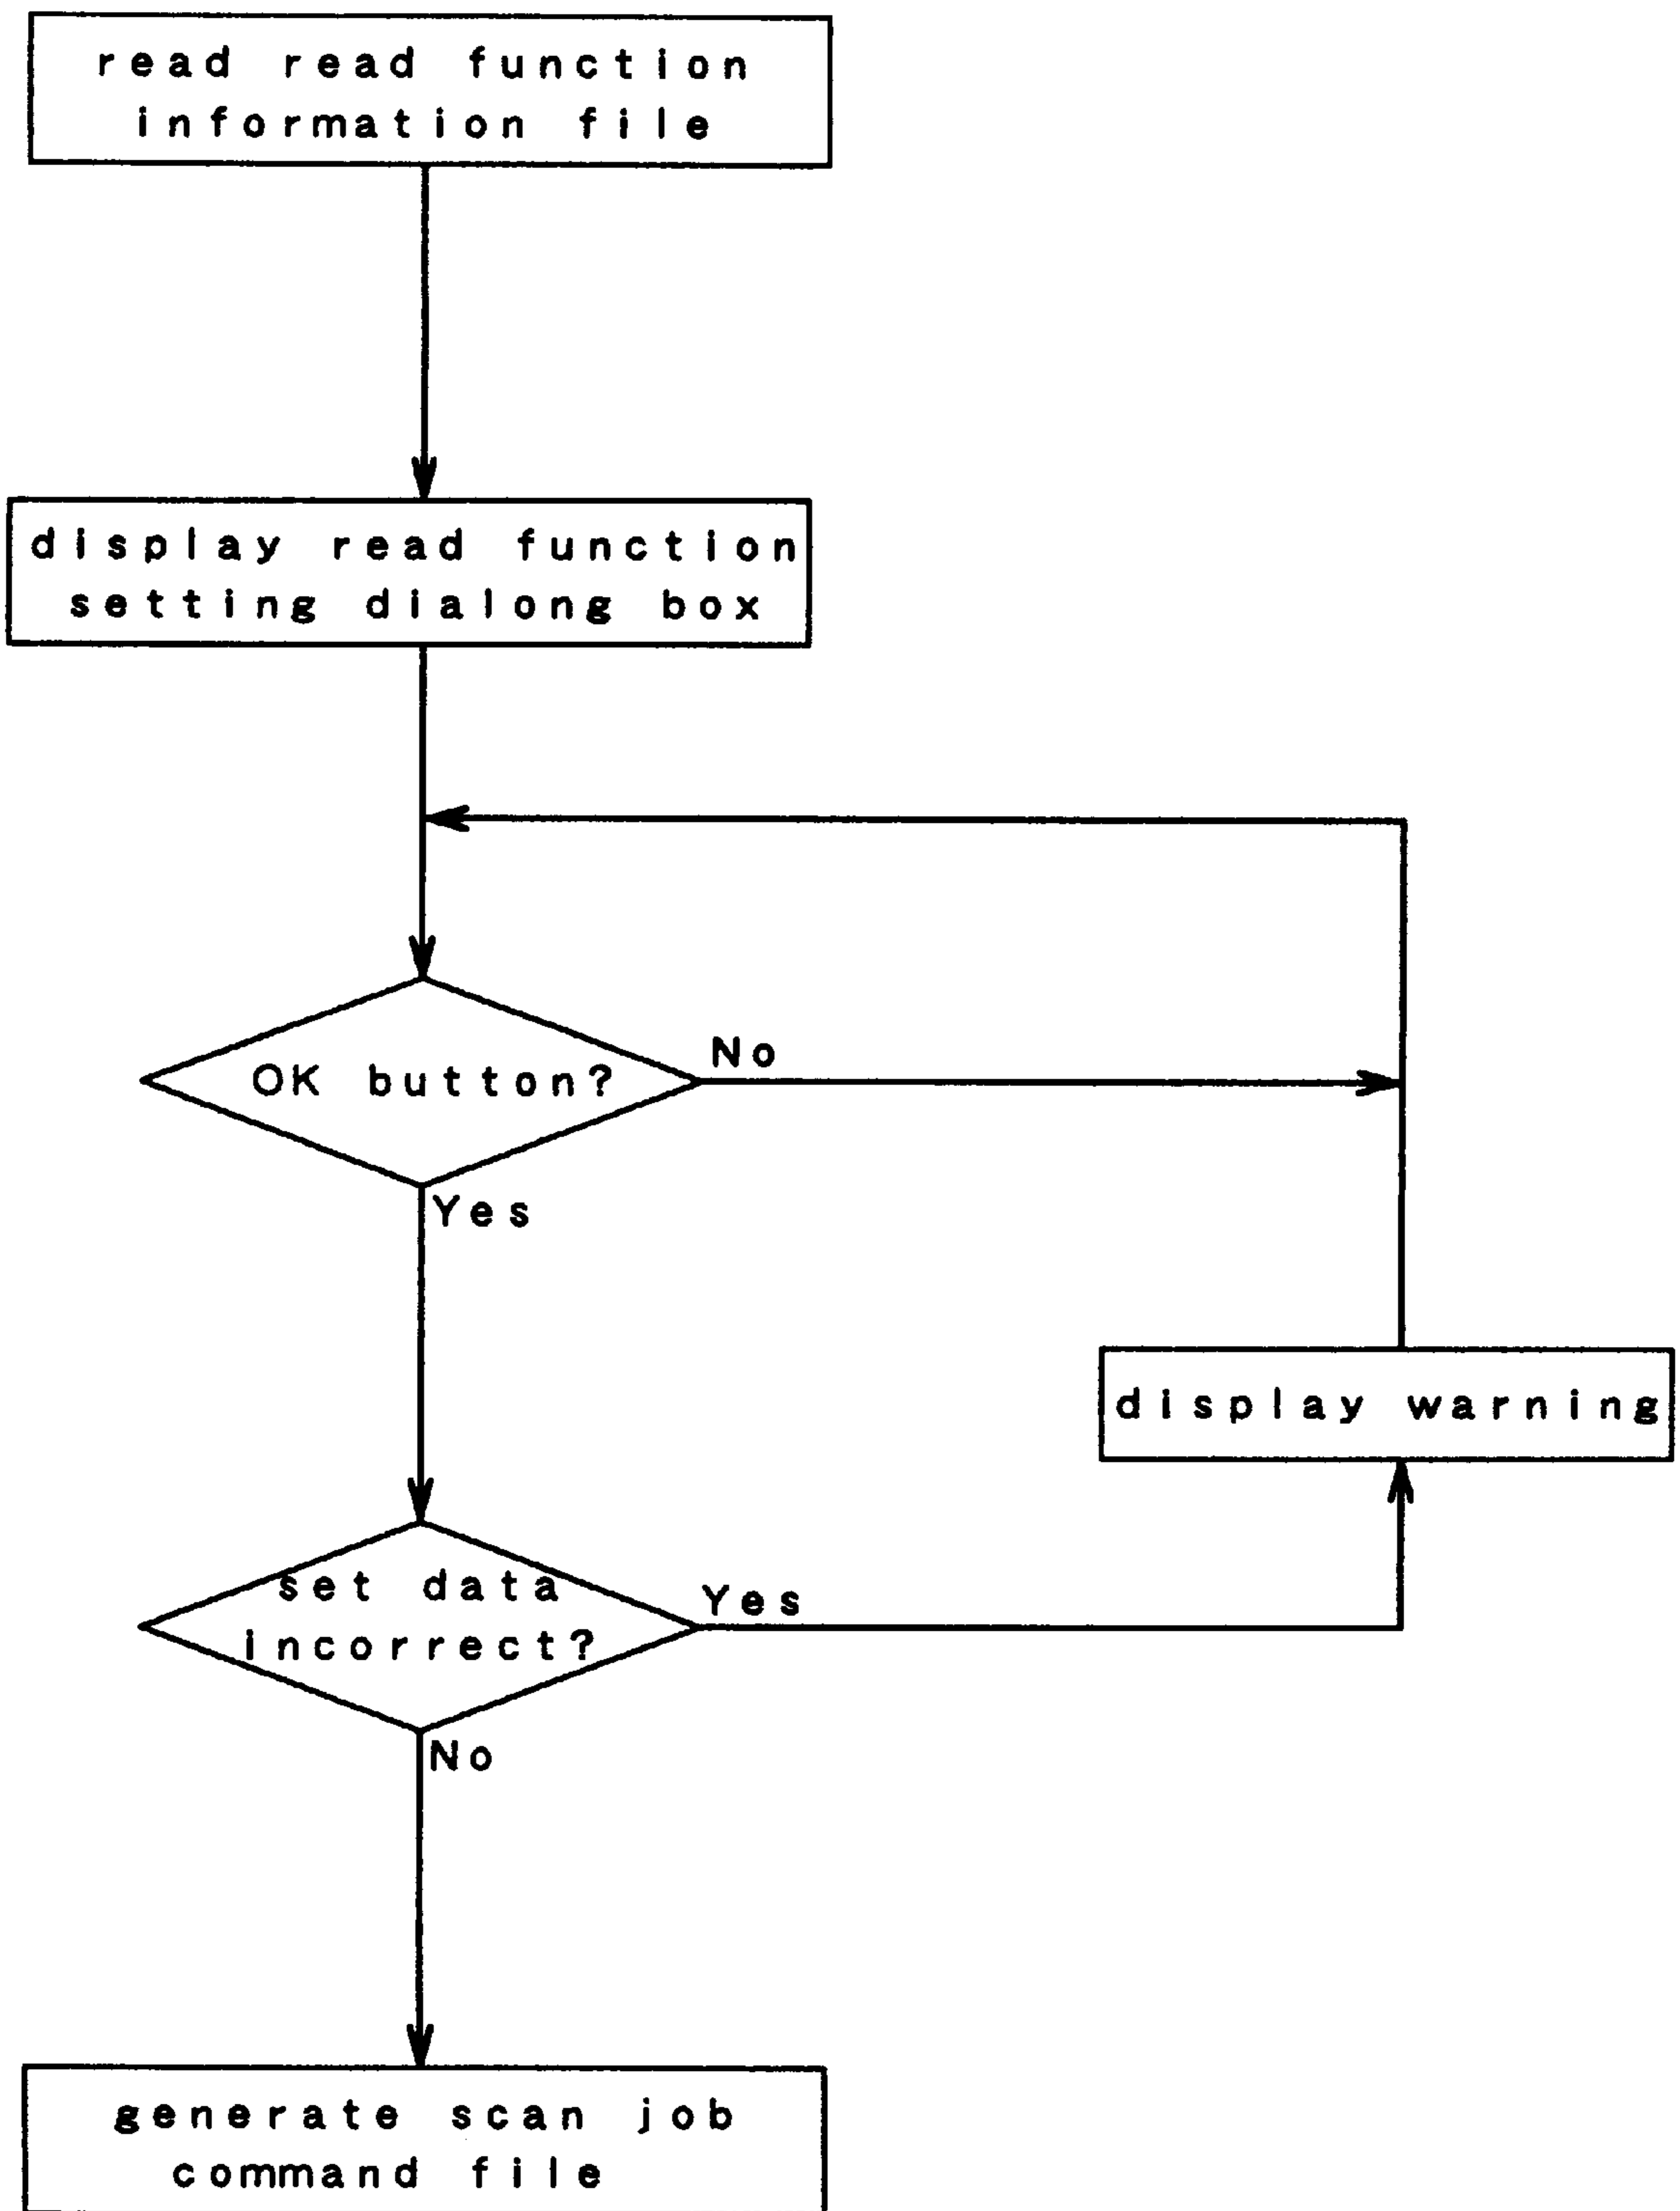 read read function
information file
display read function
setting dialong box
OK button?
No
Yes
display warning
set data
incorrect?
Yes
No
generate scan job
command file